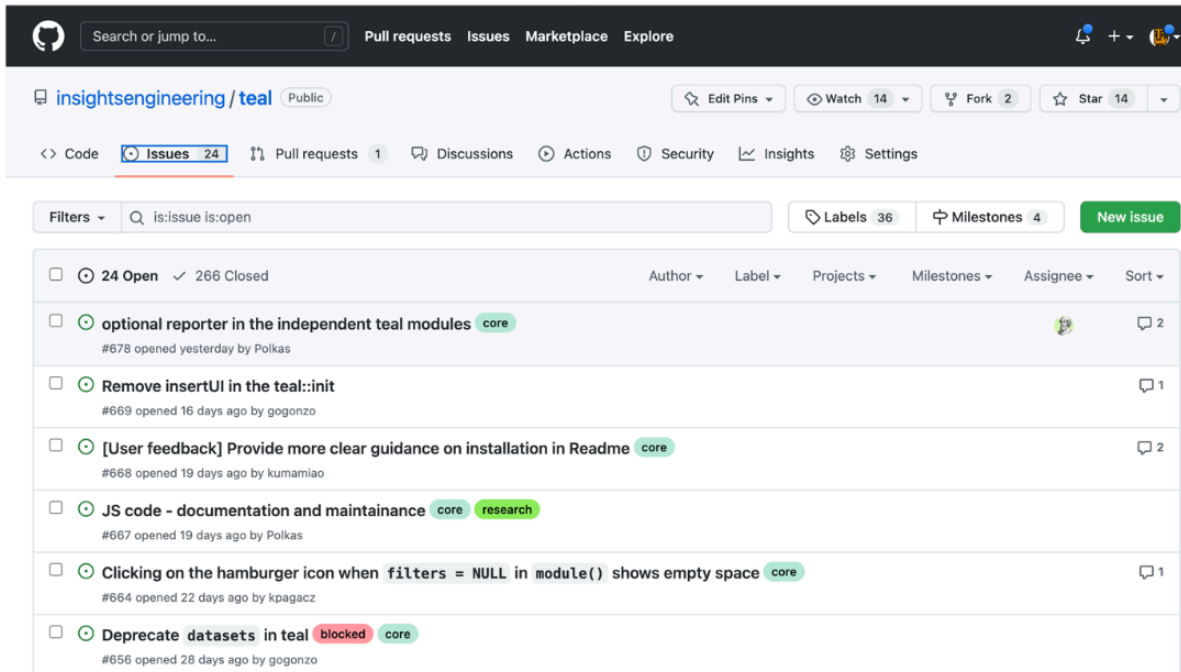 Search or jump to... / Pull requests Issues Marketplace Explore
insightsengineering / teal Public Edit Pins Watch 14 Fork 2 Star 14
<> Code Issues 24 Pull requests 1 Discussions Actions Security Insights Settings
Filters is:issue is:open Labels 36 Milestones 4 New issue
24 Open 266 Closed Author Label Projects Milestones Assignee Sort
optional reporter in the independent teal modules core 2
#678 opened yesterday by Polkas
Remove insertUI in the teal::init 1
#669 opened 16 days ago by gogonzo
[User feedback] Provide more clear guidance on installation in Readme core 2
#668 opened 19 days ago by kumamiao
JS code - documentation and maintainance core research
#667 opened 19 days ago by Polkas
Clicking on the hamburger icon when filters = NULL in module() shows empty space core 1
#664 opened 22 days ago by kpagacz
Deprecate datasets in teal blocked core
#656 opened 28 days ago by gogonzo